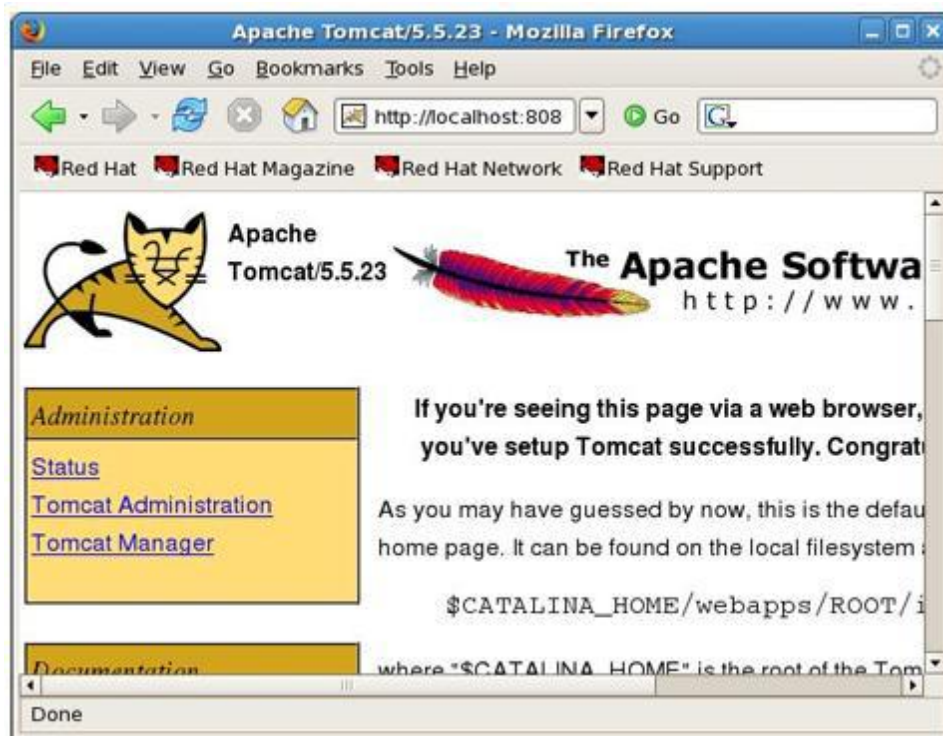 Apache Tomcat/5.5.23 - Mozilla Firefox
File Edit View Go Bookmarks Tools Help
http://localhost:808 Go G
Red Hat Red Hat Magazine Red Hat Network Red Hat Support
Apache
Tomcat/5.5.23
The Apache Softwa
http://www.
Administration
Status
Tomcat Administration
Tomcat Manager
If you're seeing this page via a web browser,
you've setup Tomcat successfully. Congratu
As you may have guessed by now, this is the defau
home page. It can be found on the local filesystem a
$CATALINA_HOME/webapps/ROOT/i
Documentation
where "$CATALINA_HOME" is the root of the Tom
Done